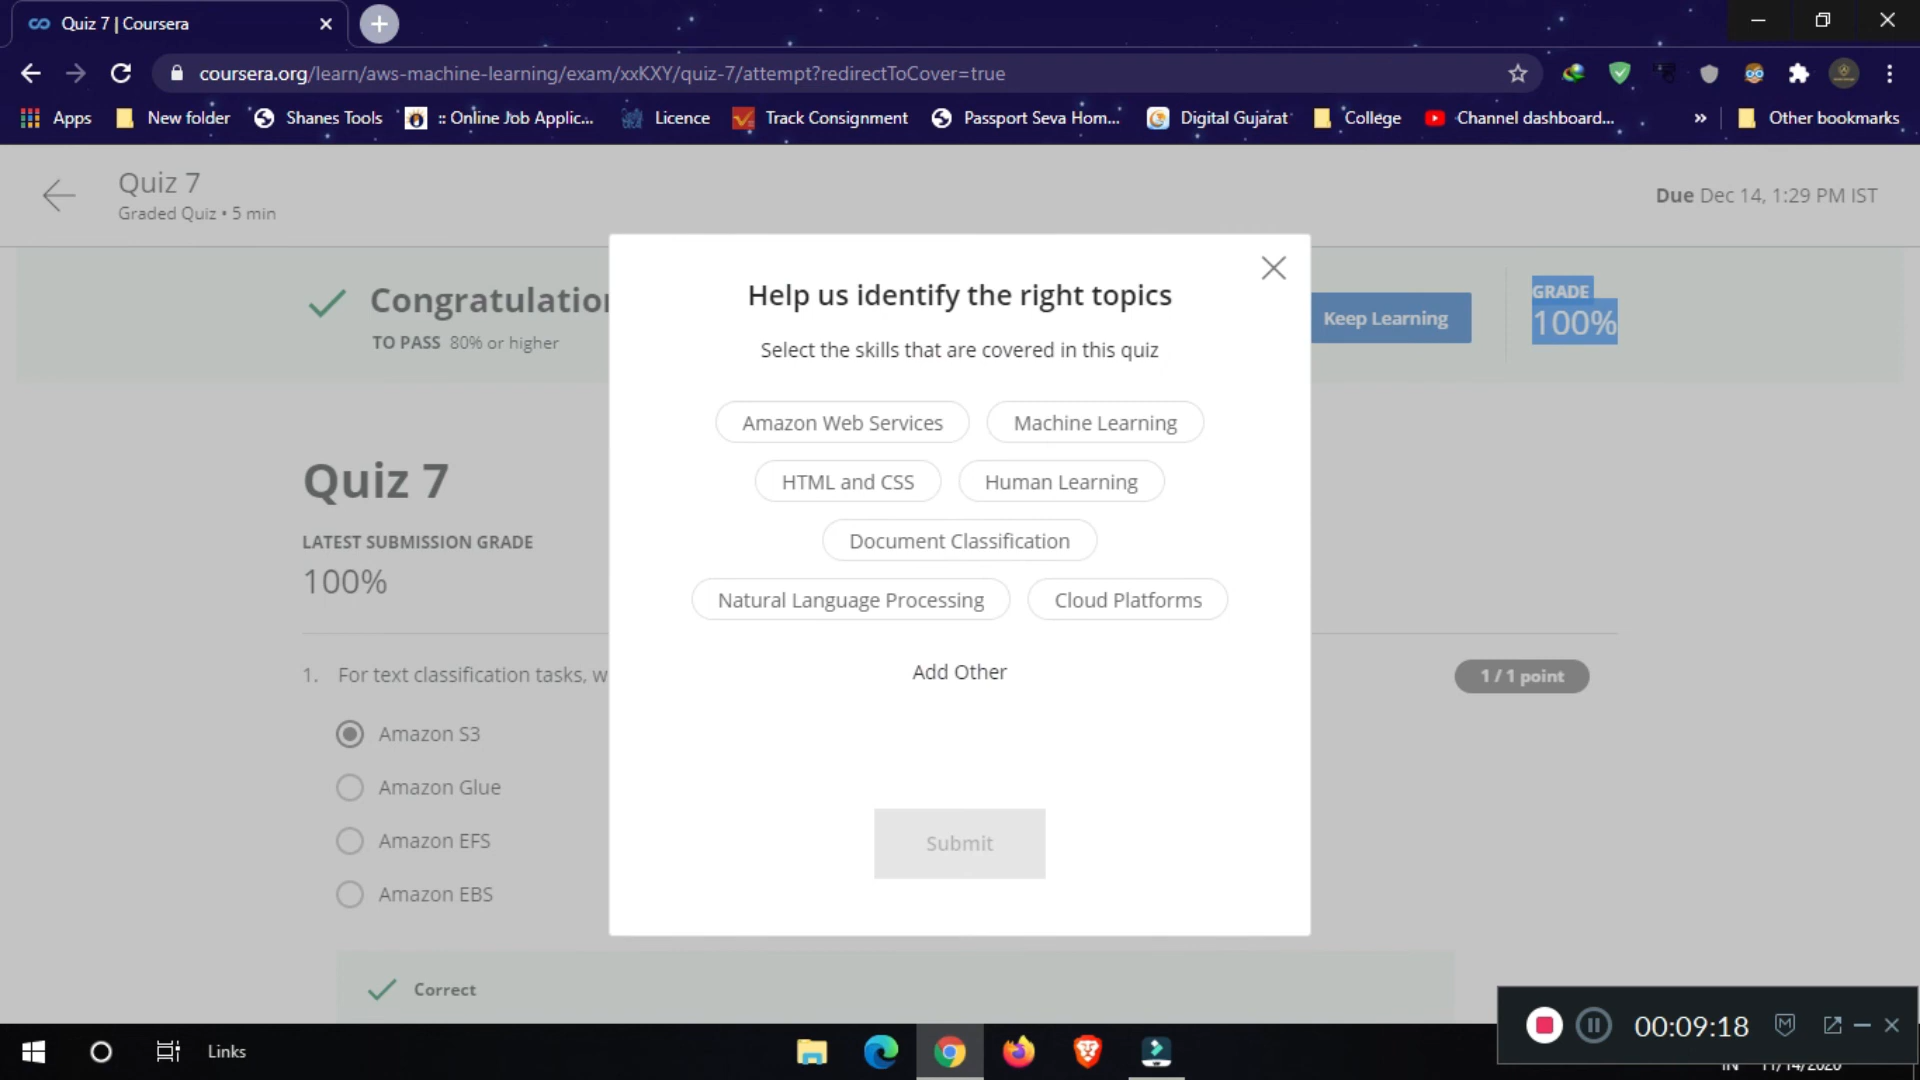 Quiz 7 | Coursera
coursera.org/learn/aws-machine-learning/exam/xxKXY/quiz-7/attempt?redirectToCover=true
Apps New folder Shanes Tools :: Online Job Applic... Licence Track Consignment Passport Seva Hom... Digital Gujarat College Channel dashboard... » Other bookmarks
Quiz 7
Graded Quiz • 5 min
Due Dec 14, 1:29 PM IST
Congratulation
TO PASS 80% or higher
Keep Learning
GRADE
100%
Help us identify the right topics
Select the skills that are covered in this quiz
Amazon Web Services Machine Learning
HTML and CSS Human Learning
Document Classification
Natural Language Processing Cloud Platforms
Add Other
Submit
Quiz 7
LATEST SUBMISSION GRADE
100%
1. For text classification tasks, w
1 / 1 point
Amazon S3
Amazon Glue
Amazon EFS
Amazon EBS
Correct
00:09:18
Links